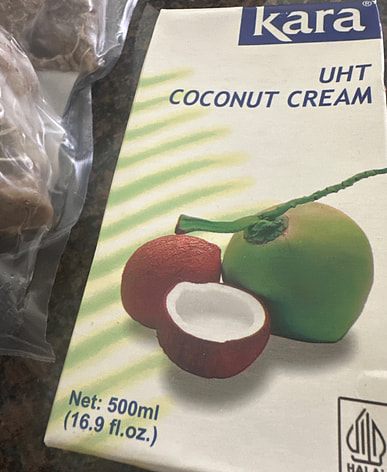 kara®
UHT
COCONUT CREAM
Net: 500ml
(16.9 fl.oz.)